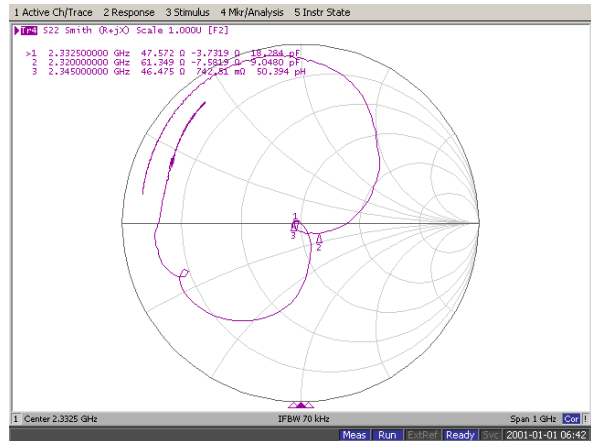 1 Active Ch/Trace 2 Response 3 Stimulus 4 Mkr/Analysis 5 Instr State
Tr4 S22 Smith (R+jX) Scale 1.000U [F2]
>1 2.332500000 GHz 47.572 Ω -3.7319 Ω 18.284 pF
2 2.320000000 GHz 61.349 Ω -7.5819 Ω 9.0480 pF
3 2.345000000 GHz 46.475 Ω 742.51 mΩ 50.394 pH
1
3
2
1 Center 2.3325 GHz IFBW 70 kHz Span 1 GHz Cor !
Meas Run ExtRef Ready Svc 2001-01-01 06:42